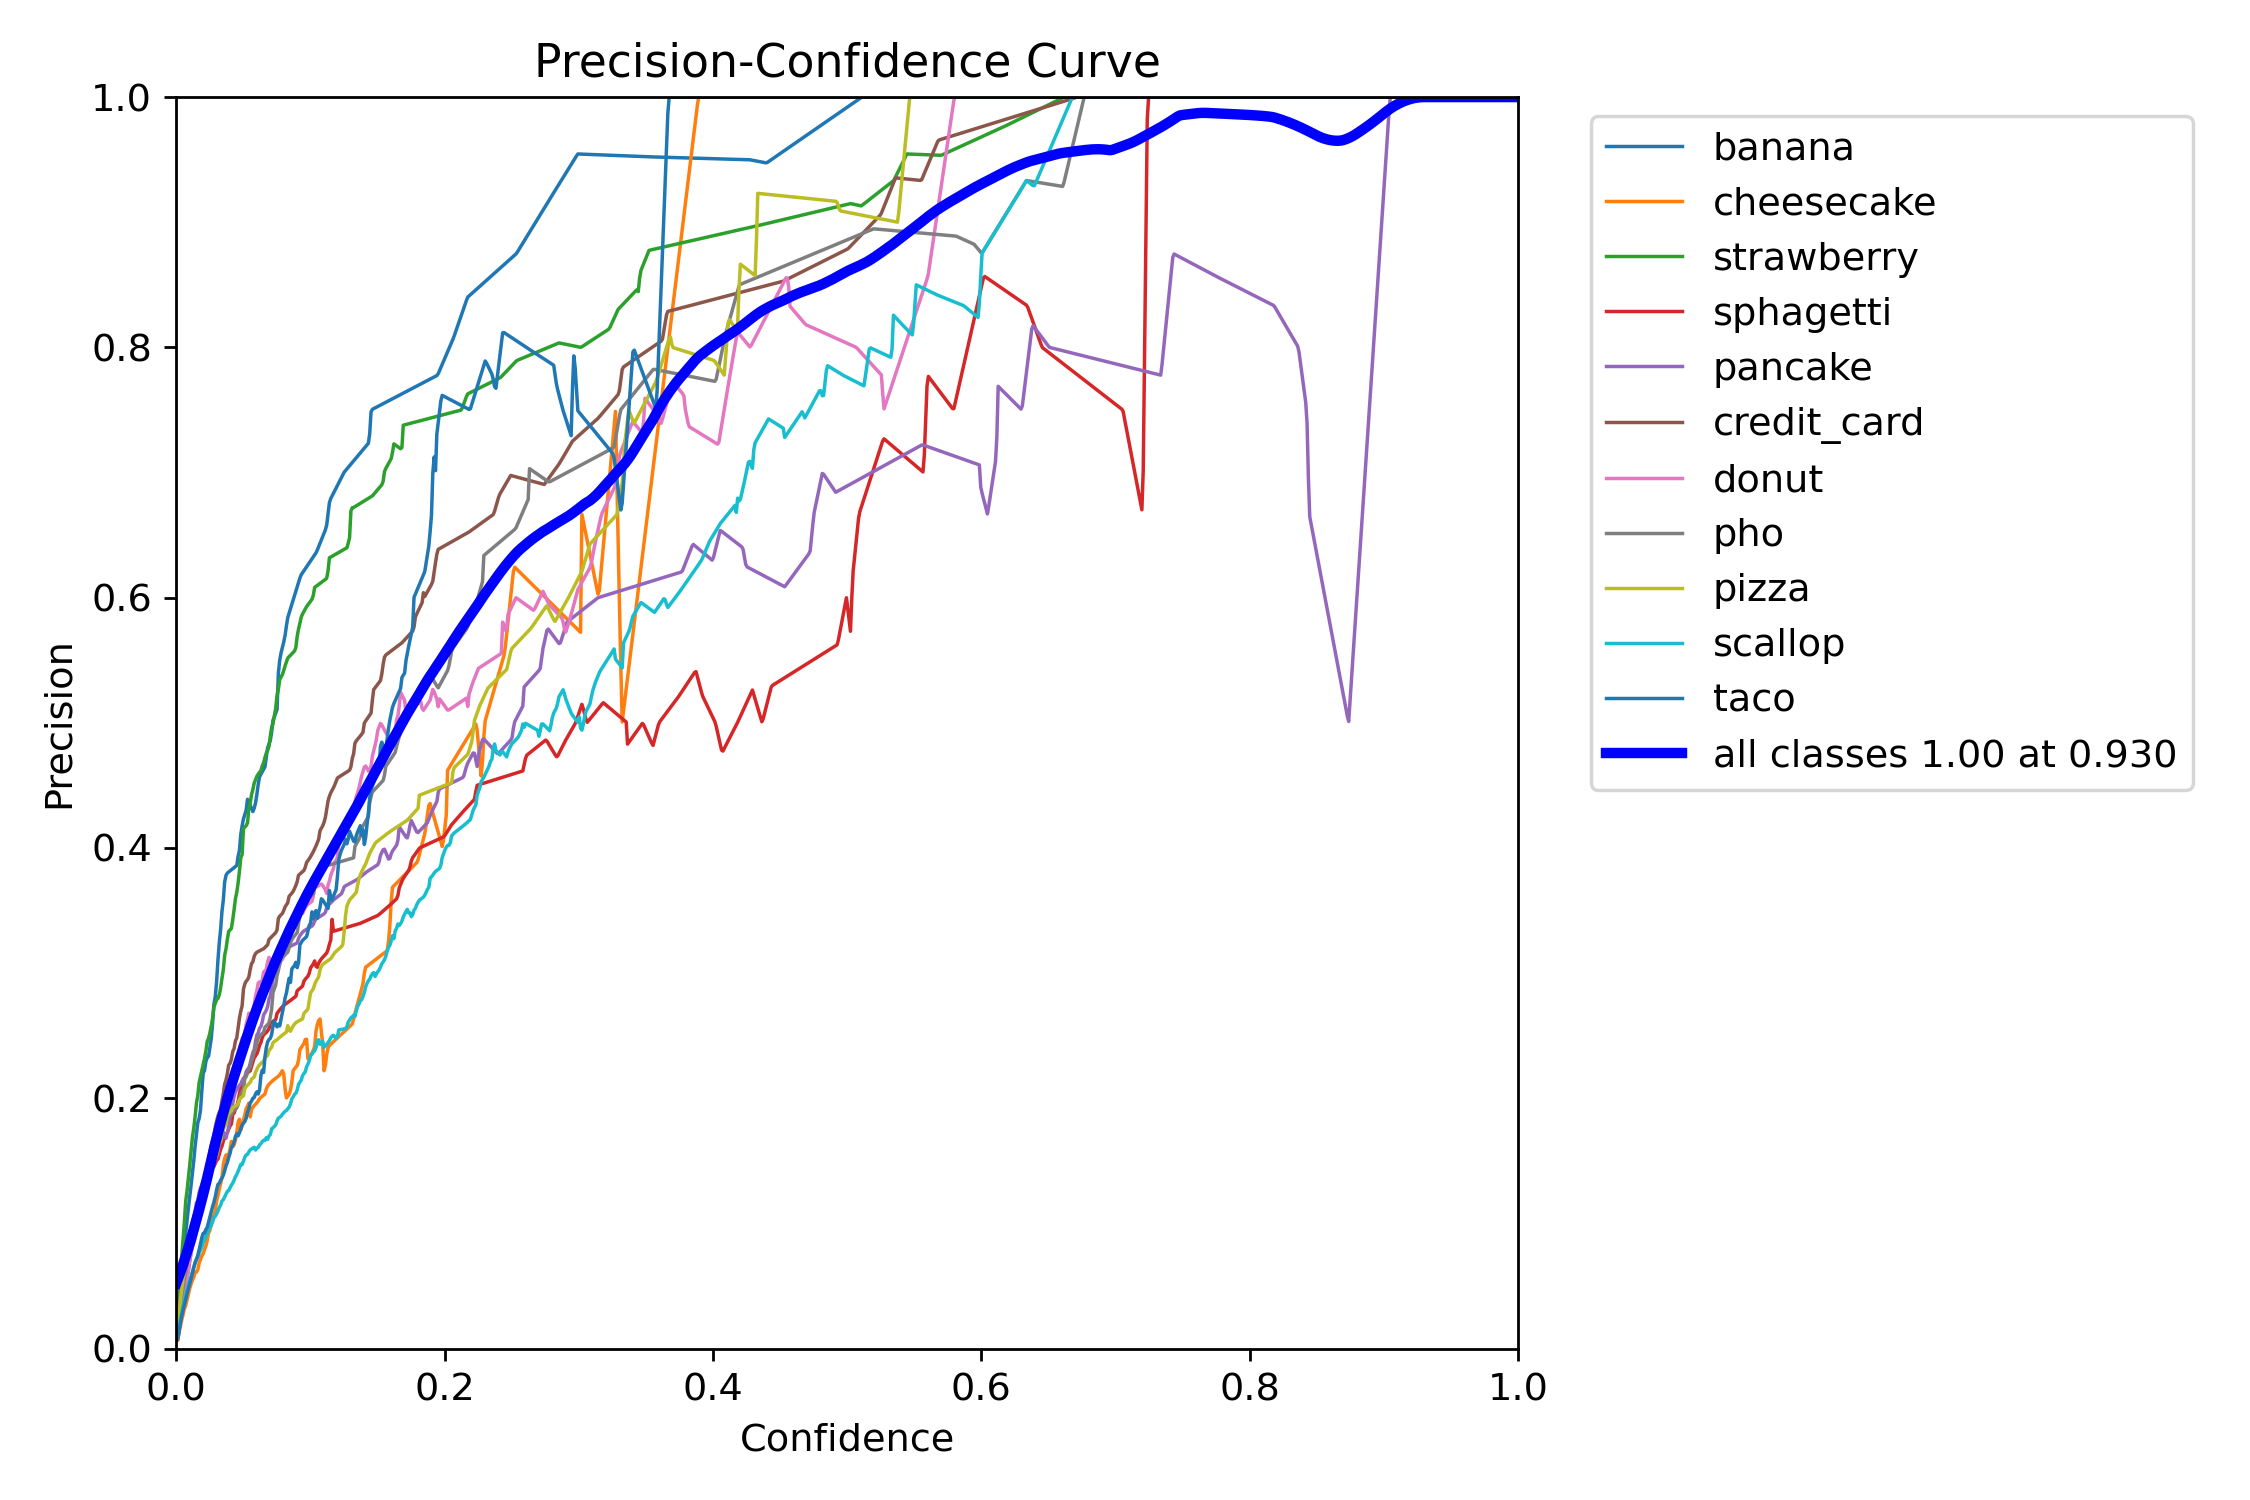 Precision-Confidence Curve
1.0
0.8
0.6
0.4
0.2
0.0
Precision
0.0 0.2 0.4 0.6 0.8 1.0
Confidence
banana
cheesecake
strawberry
sphagetti
pancake
credit_card
donut
pho
pizza
scallop
taco
all classes 1.00 at 0.930